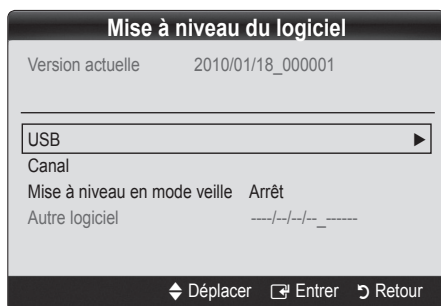 Mise à niveau du logiciel
Version actuelle 2010/01/18_000001
USB ►
Canal
Mise à niveau en mode veille Arrêt
Autre logiciel ----/--/--/--_------
Déplacer Entrer Retour